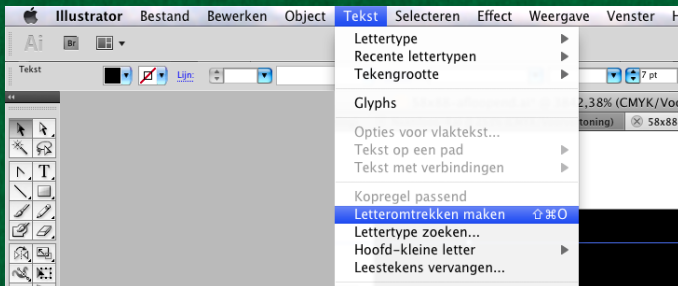 Illustrator Bestand Bewerken Object Tekst Selecteren Effect Weergave Venster H
Ai Br
Tekst Lijn: 7 pt
Lettertype
Recente lettertypen
Tekengrootte
Glyphs
2,38% (CMYK/Voo
Opties voor vlaktekst...
toning) 58x88
Tekst op een pad
Tekst met verbindingen
Kopregel passend
Letteromtrekken maken ⇧⌘O
Lettertype zoeken...
Hoofd-kleine letter
Leestekens vervangen...
T